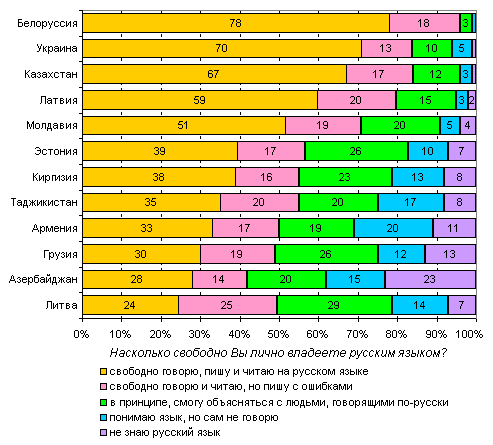 Белоруссия 78 18 3
Украина 70 13 10 5
Казахстан 67 17 12 3
Латвия 59 20 15 3 2
Молдавия 51 19 20 5 4
Эстония 39 17 26 10 7
Киргизия 38 16 23 13 8
Таджикистан 35 20 20 17 8
Армения 33 17 19 20 11
Грузия 30 19 26 12 13
Азербайджан 28 14 20 15 23
Литва 24 25 29 14 7
0% 10% 20% 30% 40% 50% 60% 70% 80% 90% 100%
Насколько свободно Вы лично владеете русским языком?
свободно говорю, пишу и читаю на русском языке
свободно говорю и читаю, но пишу с ошибками
в принципе, смогу объясняться с людьми, говорящими по-русски
понимаю язык, но сам не говорю
не знаю русский язык